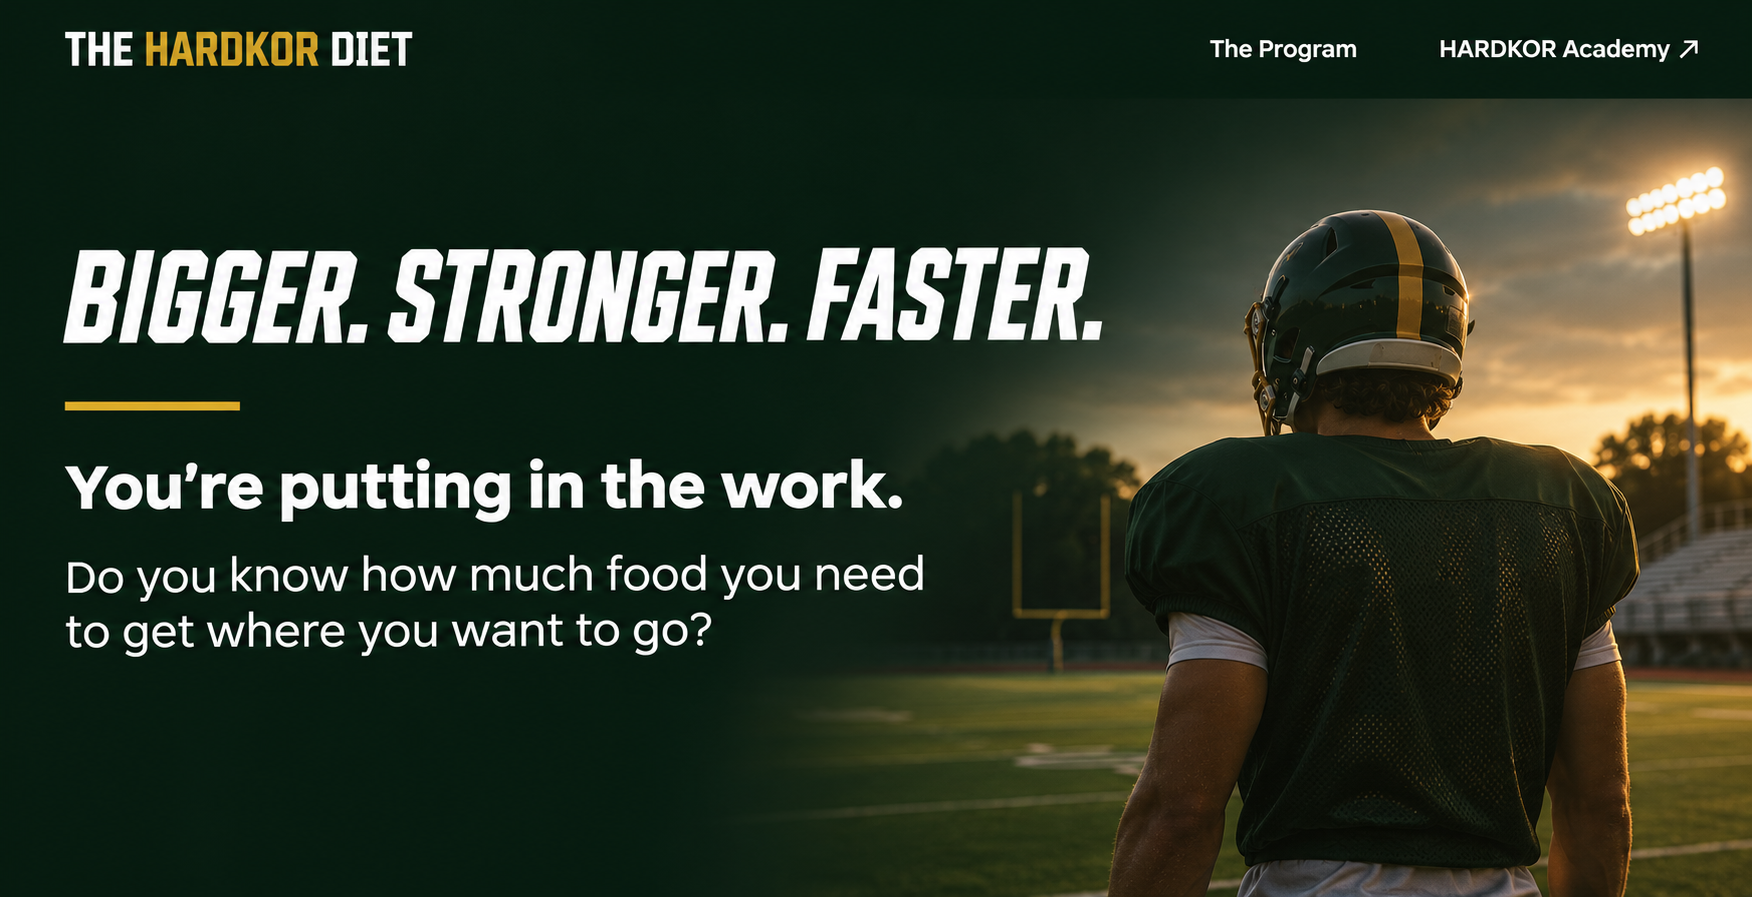 THE HARDKOR DIET
The Program
HARDKOR Academy ↗
BIGGER. STRONGER. FASTER.
You’re putting in the work.
Do you know how much food you need
to get where you want to go?